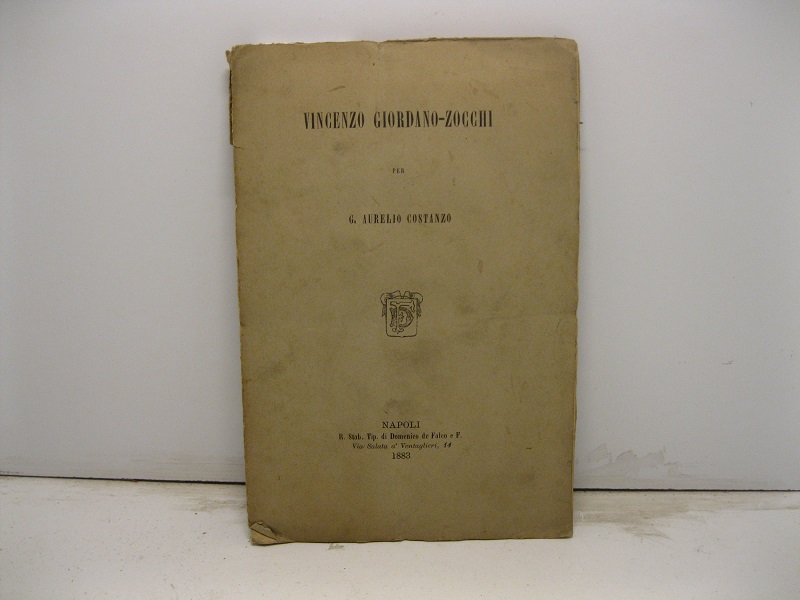 VINCENZO GIORDANO-ZOCCHI
PER
G. AURELIO COSTANZO
NAPOLI
R. Stab. Tip. di Domenico de Falco e F.
Via Salata a' Ventaglieri, 14
1883